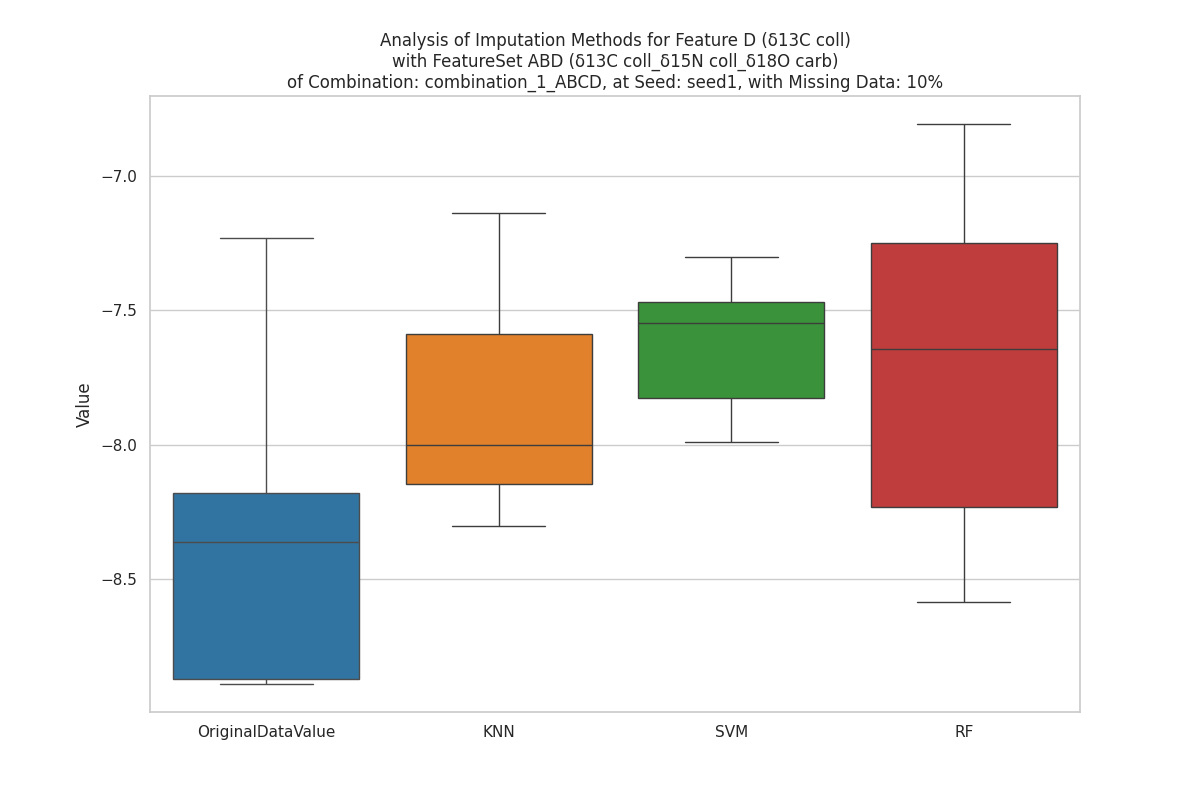 Analysis of Imputation Methods for Feature D (δ13C coll)
with FeatureSet ABD (δ13C coll_δ15N coll_δ18O carb)
of Combination: combination_1_ABCD, at Seed: seed1, with Missing Data: 10%
−7.0
−7.5
−8.0
−8.5
Value
OriginalDataValue
KNN
SVM
RF